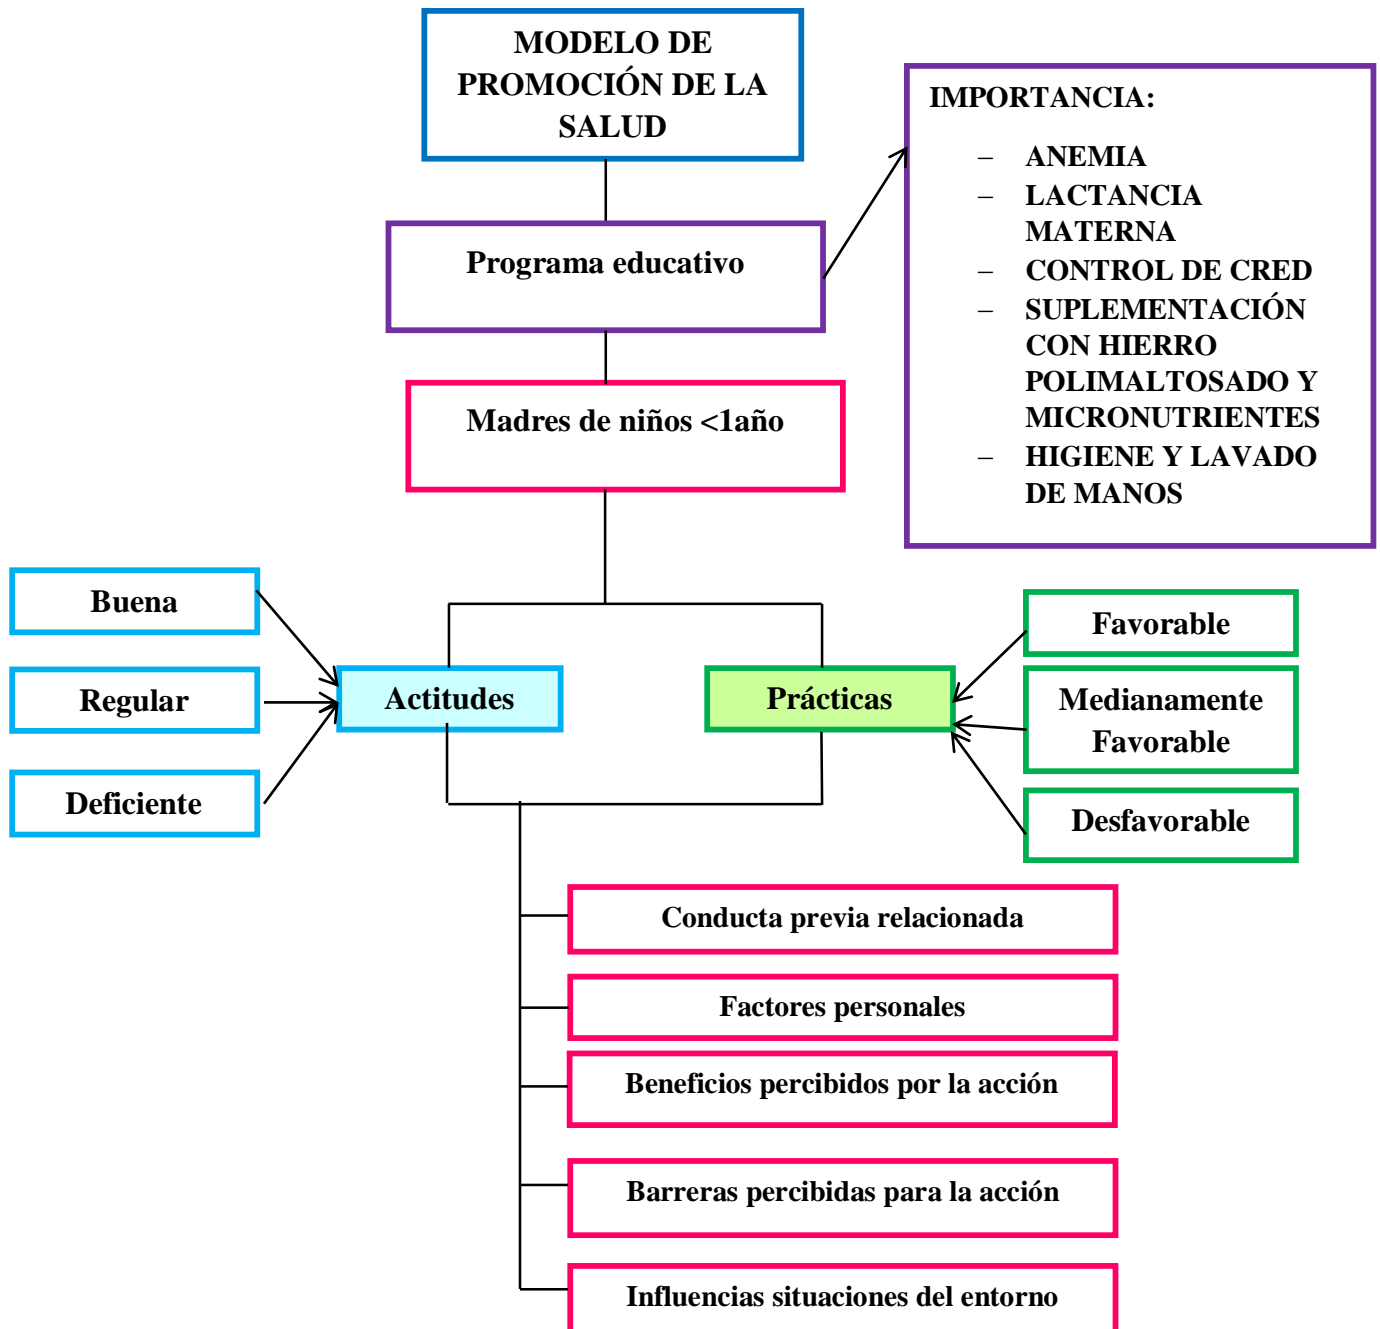 MODELO DE
PROMOCIÓN DE LA
SALUD
IMPORTANCIA:
– ANEMIA
– LACTANCIA
MATERNA
– CONTROL DE CRED
– SUPLEMENTACIÓN
CON HIERRO
POLIMALTOSADO Y
MICRONUTRIENTES
– HIGIENE Y LAVADO
DE MANOS
Programa educativo
Madres de niños <1año
Buena
Regular
Deficiente
Actitudes
Prácticas
Favorable
Medianamente
Favorable
Desfavorable
Conducta previa relacionada
Factores personales
Beneficios percibidos por la acción
Barreras percibidas para la acción
Influencias situaciones del entorno